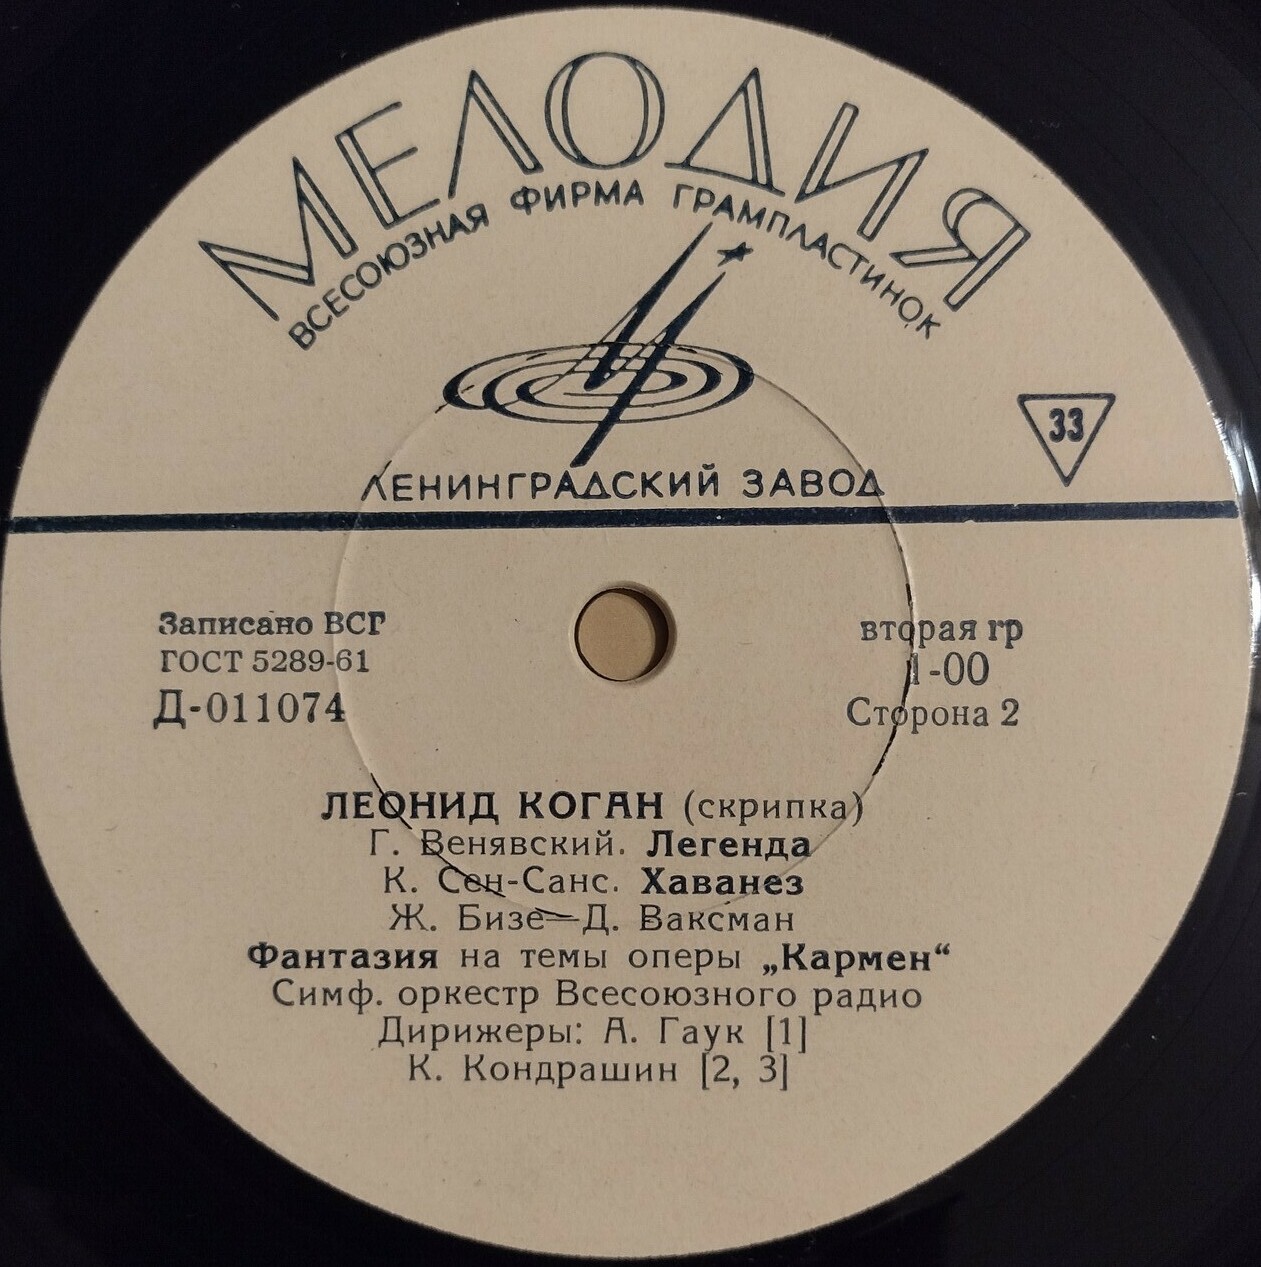 МЕЛОДИЯ
ВСЕСОЮЗНАЯ ФИРМА ГРАМПЛАСТИНОК
33
ЛЕНИНГРАДСКИЙ ЗАВОД
Записано ВСГ
ГОСТ 5289-61
Д-011074
вторая гр
1-00
Сторона 2
ЛЕОНИД КОГАН (скрипка)
Г. Венявский. Легенда
К. Сен-Санс. Хаванез
Ж. Бизе—Д. Ваксман
Фантазия на темы оперы „Кармен“
Симф. оркестр Всесоюзного радио
Дирижеры: А. Гаук [1]
К. Кондрашин [2, 3]